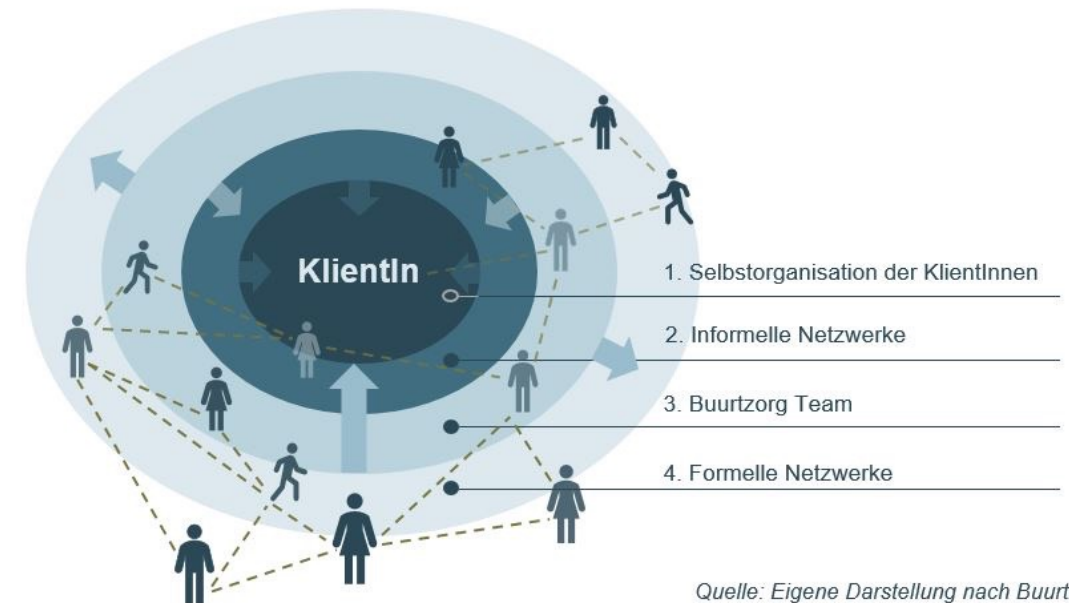 KlientIn
1. Selbstorganisation der KlientInnen
2. Informelle Netzwerke
3. Buurtzorg Team
4. Formelle Netzwerke
Quelle: Eigene Darstellung nach Buurt